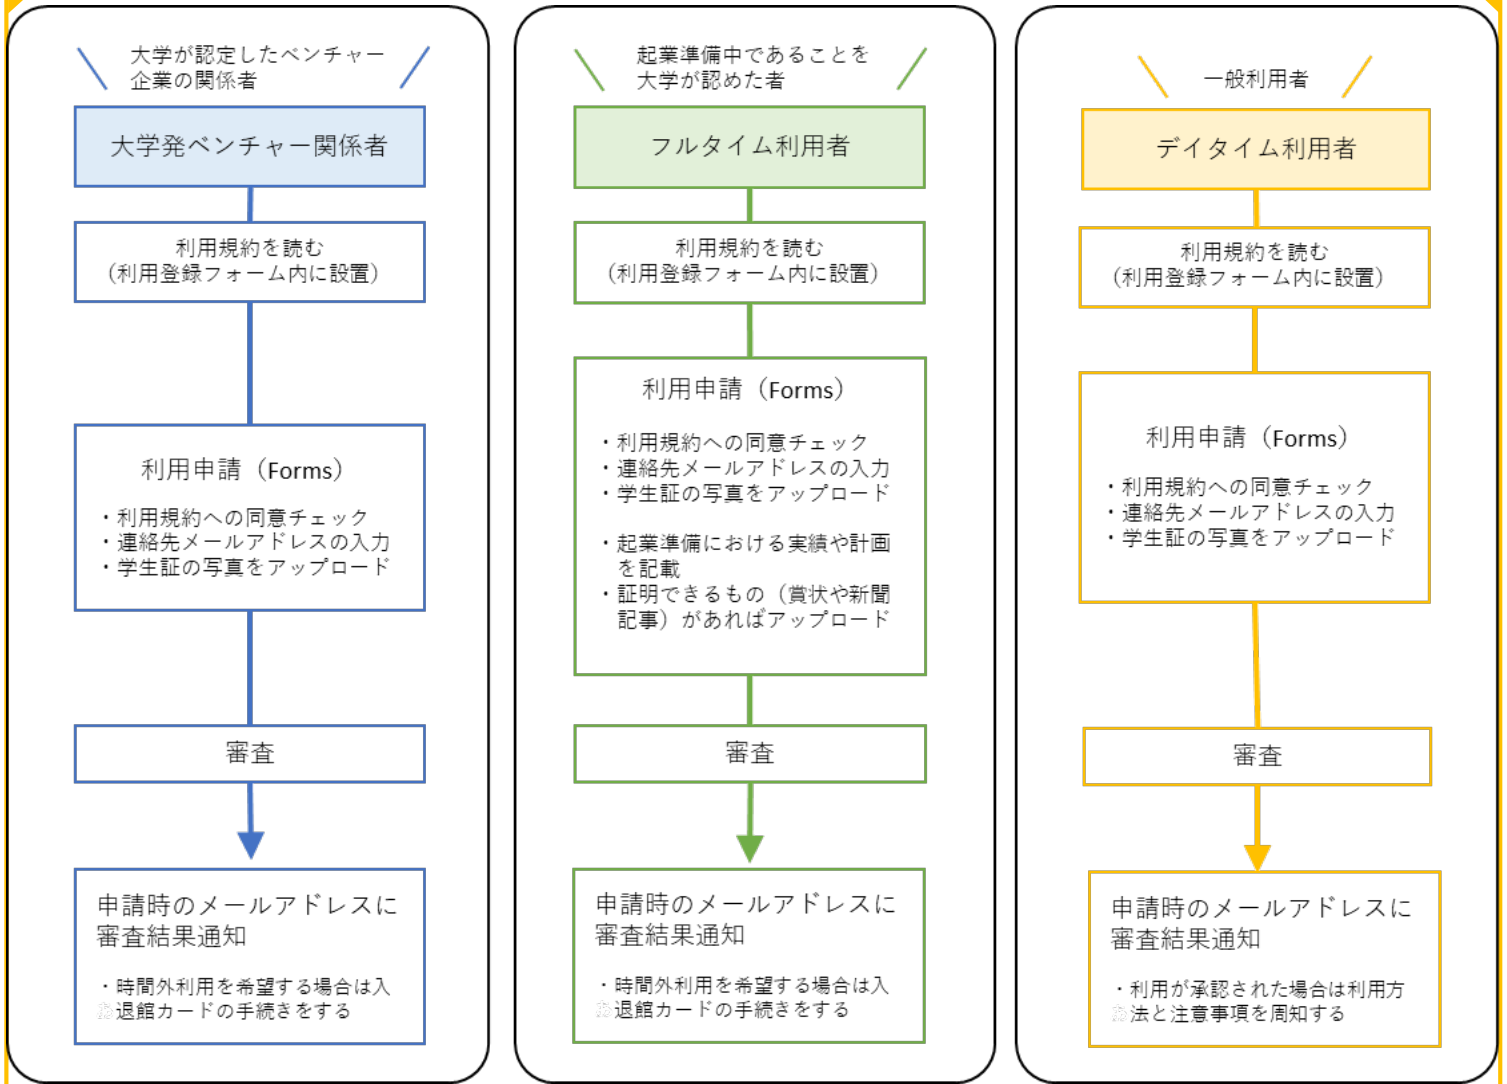 大学が認定したベンチャー
企業の関係者
大学発ベンチャー関係者
利用規約を読む
（利用登録フォーム内に設置）
利用申請（Forms）
・利用規約への同意チェック
・連絡先メールアドレスの入力
・学生証の写真をアップロード
審査
申請時のメールアドレスに
審査結果通知
・時間外利用を希望する場合は入
退館カードの手続きをする
起業準備中であることを
大学が認めた者
フルタイム利用者
利用規約を読む
（利用登録フォーム内に設置）
利用申請（Forms）
・利用規約への同意チェック
・連絡先メールアドレスの入力
・学生証の写真をアップロード
・起業準備における実績や計画
を記載
・証明できるもの（賞状や新聞
記事）があればアップロード
審査
申請時のメールアドレスに
審査結果通知
・時間外利用を希望する場合は入
退館カードの手続きをする
一般利用者
デイタイム利用者
利用規約を読む
（利用登録フォーム内に設置）
利用申請（Forms）
・利用規約への同意チェック
・連絡先メールアドレスの入力
・学生証の写真をアップロード
審査
申請時のメールアドレスに
審査結果通知
・利用が承認された場合は利用方
法と注意事項を周知する